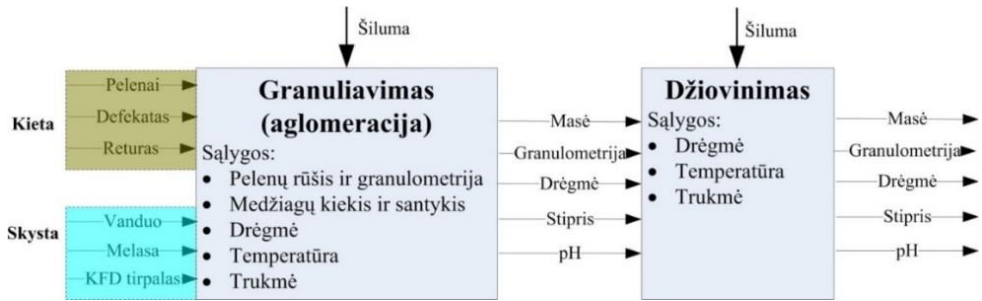 Šiluma
Šiluma
Kieta
Pelenai
Defekatas
Returas
Skysta
Vanduo
Melasa
KFD tirpalas
Granuliavimas
(aglomeracija)
Sąlygos:
• Pelenų rūšis ir granulometrija
• Medžiagų kiekis ir santykis
• Drėgmė
• Temperatūra
• Trukmė
Masė
Granulometrija
Drėgmė
Stipris
pH
Džiovinimas
Sąlygos:
• Drėgmė
• Temperatūra
• Trukmė
Masė
Granulometrija
Drėgmė
Stipris
pH